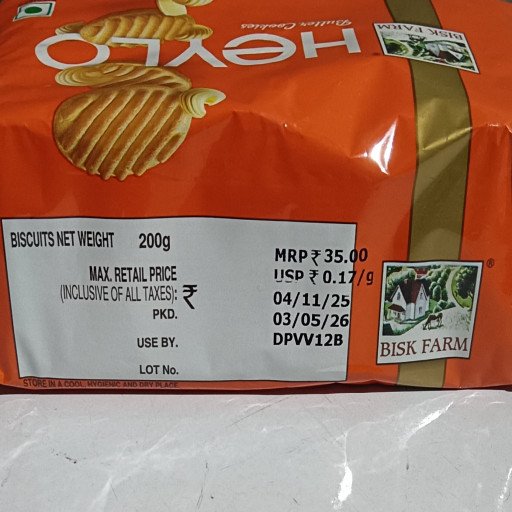 Butter Cookies
HeYLO
BISK FARM
BISCUITS NET WEIGHT 200g
MAX. RETAIL PRICE
(INCLUSIVE OF ALL TAXES): ₹
PKD.
USE BY.
LOT No.
MRP ₹ 35.00
USP ₹ 0.17/g
04/11/25
03/05/26
DPVV12B
BISK FARM
®
STORE IN A COOL, HYGIENIC AND DRY PLACE